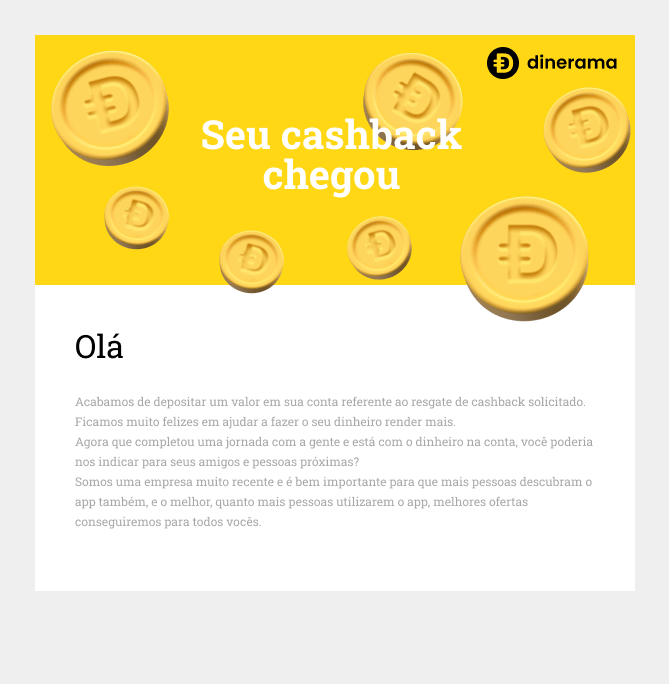 dinerama
Seu cashback
chegou
Olá
Acabamos de depositar um valor em sua conta referente ao resgate de cashback solicitado.
Ficamos muito felizes em ajudar a fazer o seu dinheiro render mais.
Agora que completou uma jornada com a gente e está com o dinheiro na conta, você poderia
nos indicar para seus amigos e pessoas próximas?
Somos uma empresa muito recente e é bem importante para que mais pessoas descubram o
app também, e o melhor, quanto mais pessoas utilizarem o app, melhores ofertas
conseguiremos para todos vocês.